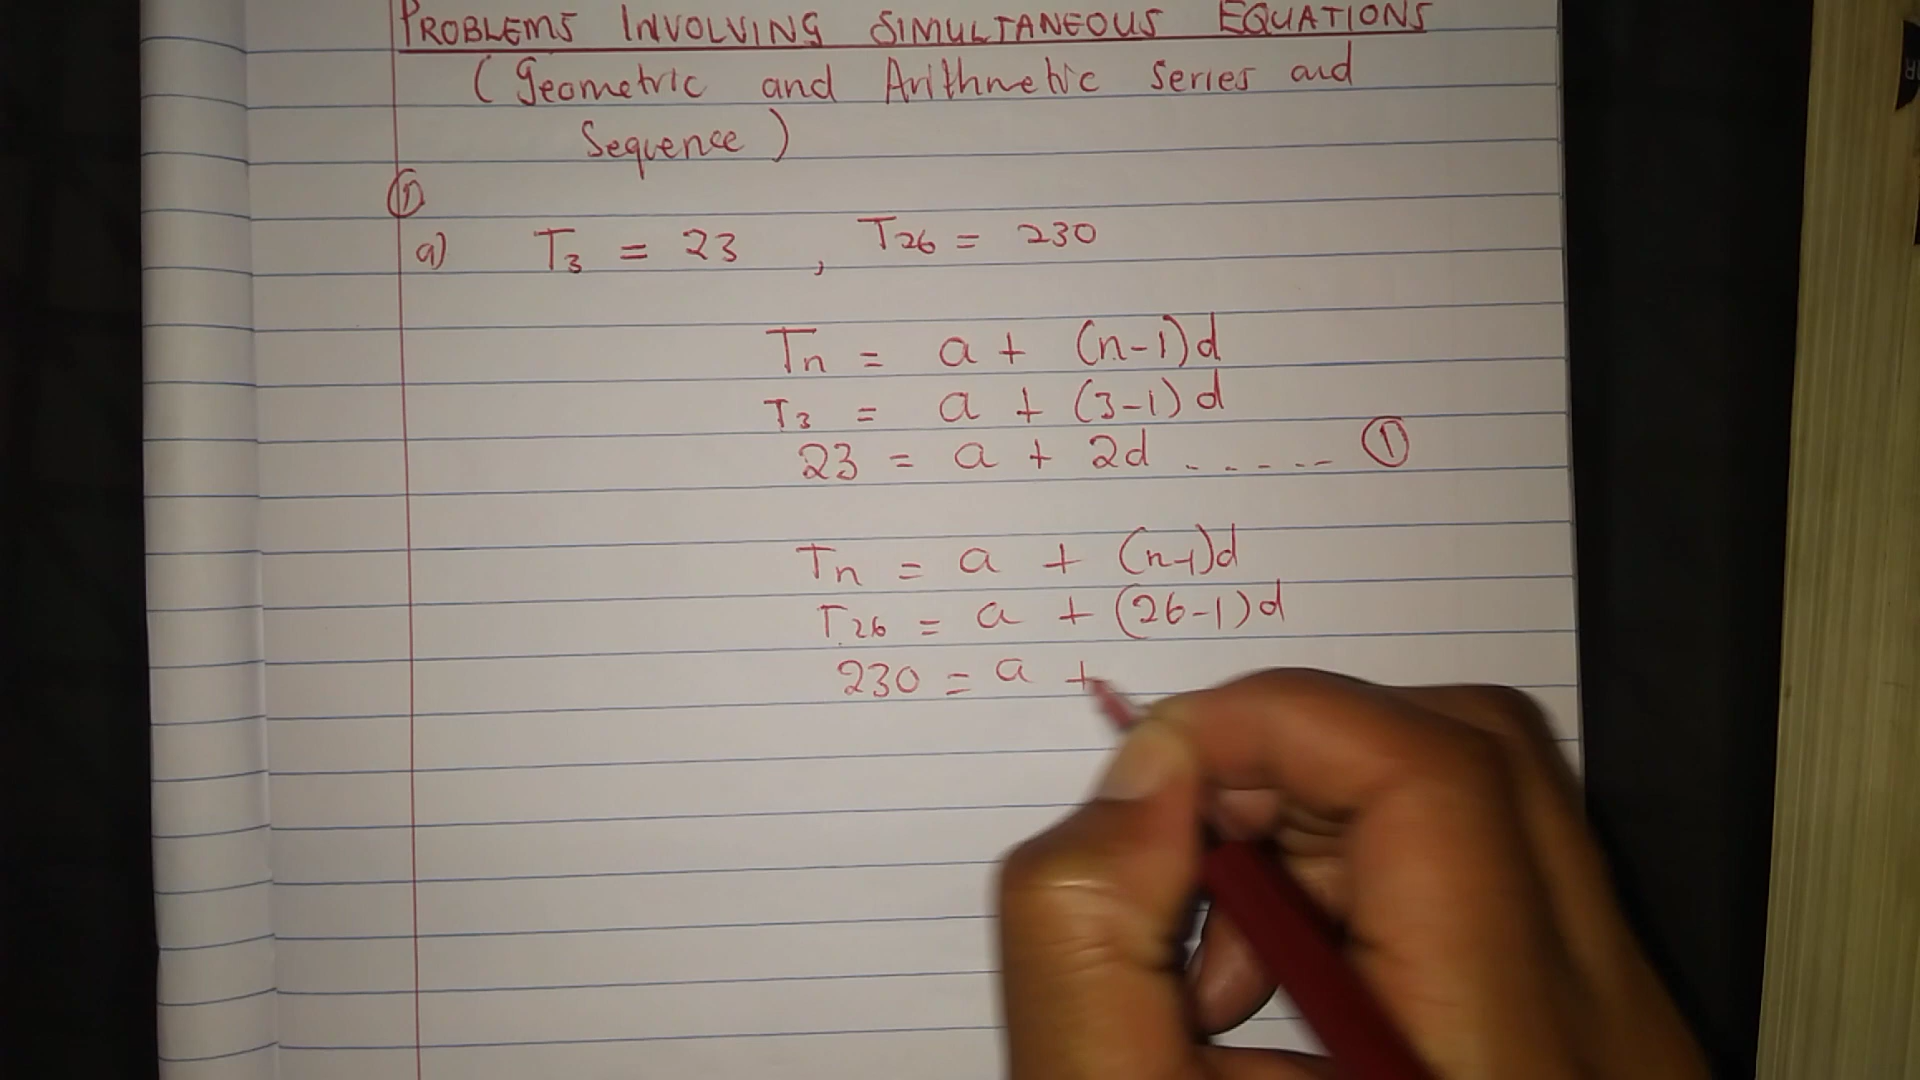 PROBLEMS INVOLVING SIMULTANEOUS EQUATIONS
(Geometric and Arithmetic Series and
Sequence)
①
a) T3 = 23 , T26 = 230
Tn = a + (n-1)d
T3 = a + (3-1)d
23 = a + 2d - - - - - ①
Tn = a + (n-1)d
T26 = a + (26-1)d
230 = a +